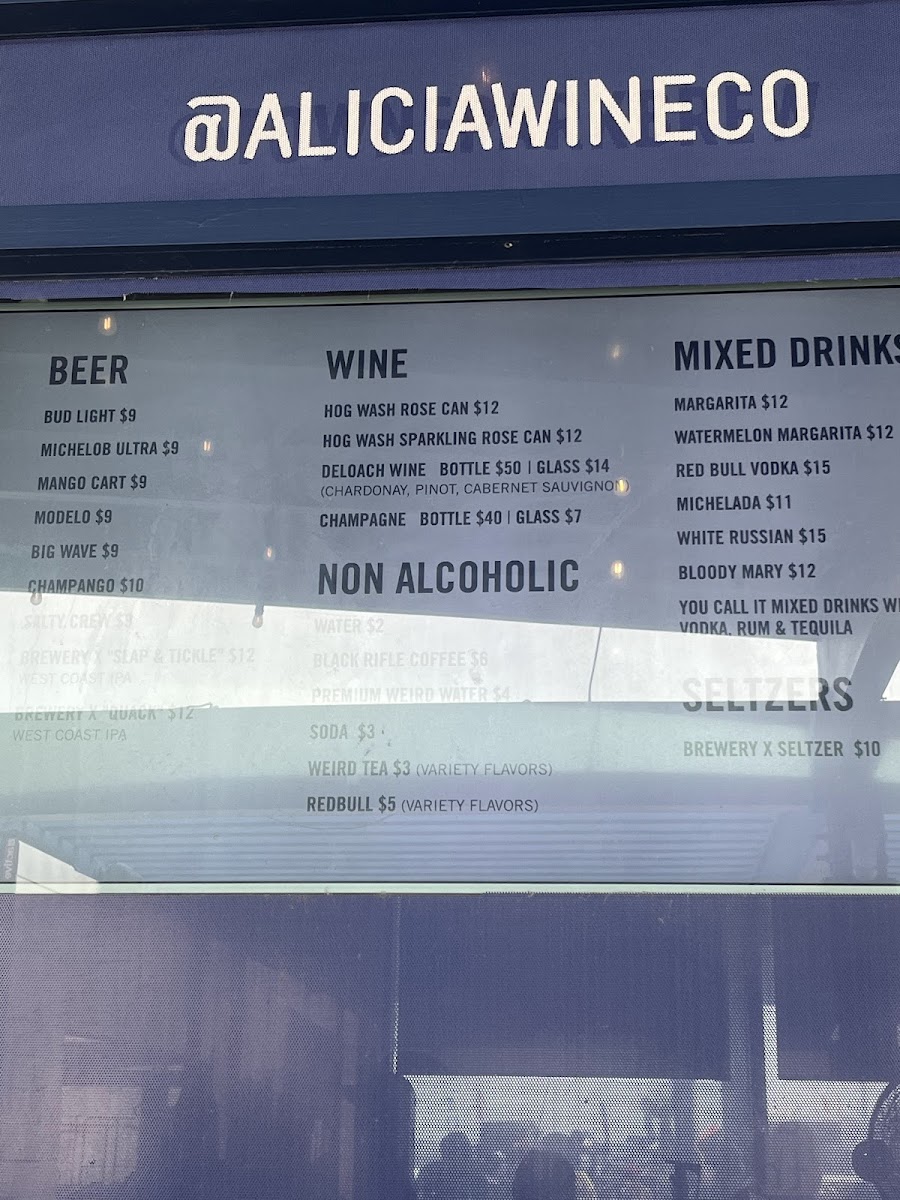 @ALICIAWINECO
BEER
BUD LIGHT $9
MICHELOB ULTRA $9
MANGO CART $9
MODELO $9
BIG WAVE $9
CHAMPANGO $10
SALTY CREW $9
BREWERY X "SLAP & TICKLE" $12
WEST COAST IPA
BREWERY X "QUACK" $12
WEST COAST IPA
WINE
HOG WASH ROSE CAN $12
HOG WASH SPARKLING ROSE CAN $12
DELOACH WINE BOTTLE $50 | GLASS $14
(CHARDONAY, PINOT, CABERNET SAUVIGNON)
CHAMPAGNE BOTTLE $40 | GLASS $7
NON ALCOHOLIC
WATER $2
BLACK RIFLE COFFEE $6
PREMIUM WEIRD WATER $4
SODA $3
WEIRD TEA $3 (VARIETY FLAVORS)
REDBULL $5 (VARIETY FLAVORS)
MIXED DRINKS
MARGARITA $12
WATERMELON MARGARITA $12
RED BULL VODKA $15
MICHELADA $11
WHITE RUSSIAN $15
BLOODY MARY $12
YOU CALL IT MIXED DRINKS
VODKA, RUM & TEQUILA
SELTZERS
BREWERY X SELTZER $10